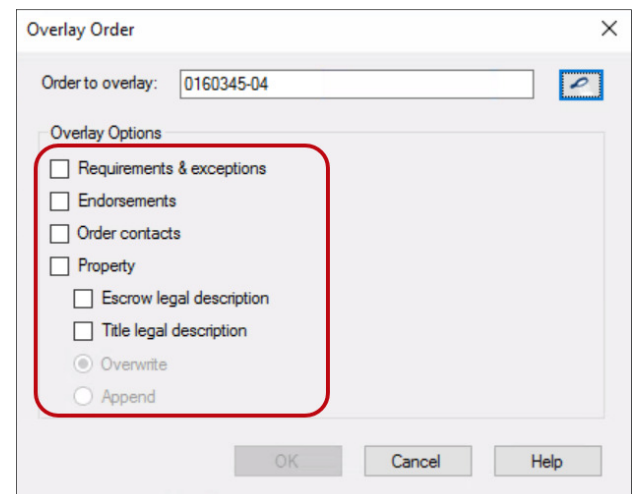 Overlay Order
Order to overlay: 0160345-04
Overlay Options
Requirements & exceptions
Endorsements
Order contacts
Property
Escrow legal description
Title legal description
Overwrite
Append
OK Cancel Help